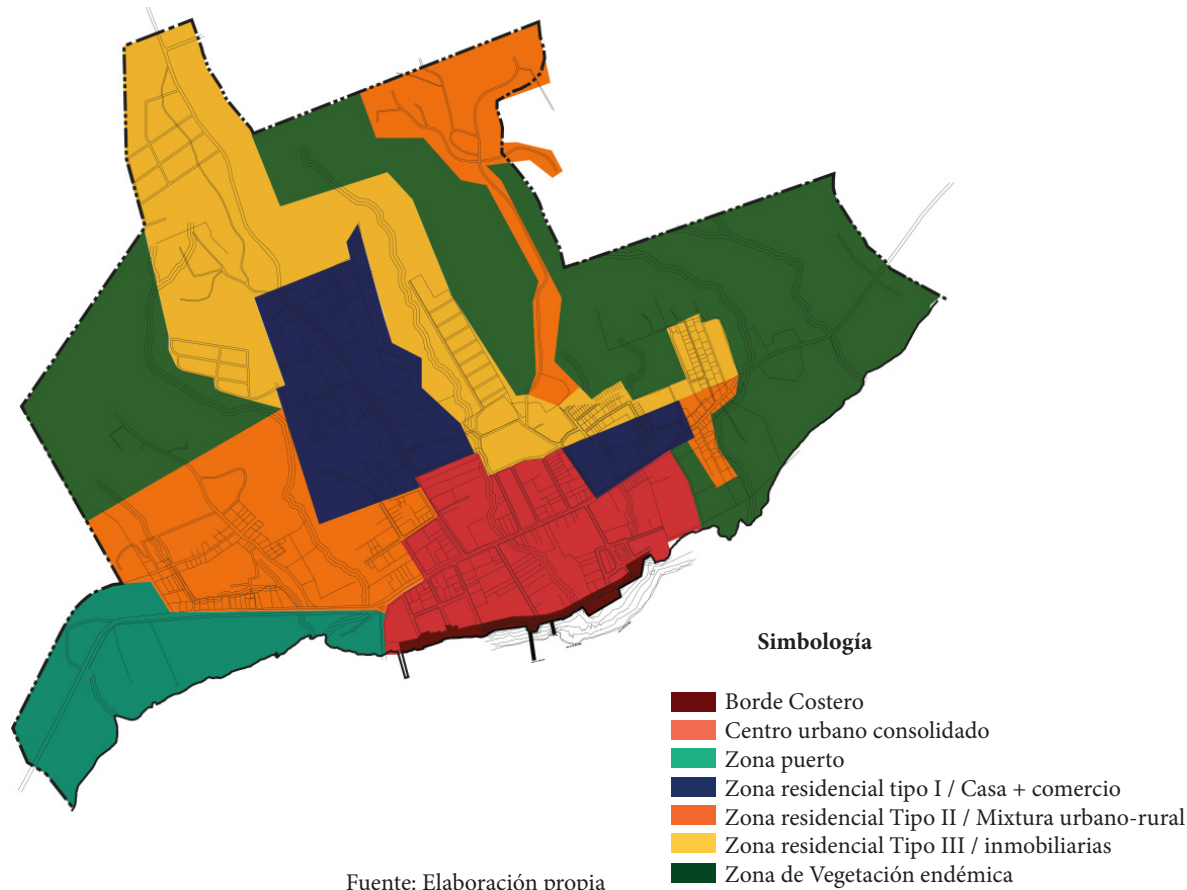 Simbología
Borde Costero
Centro urbano consolidado
Zona puerto
Zona residencial tipo I / Casa + comercio
Zona residencial Tipo II / Mixtura urbano-rural
Zona residencial Tipo III / inmobiliarias
Zona de Vegetación endémica
Fuente: Elaboración propia